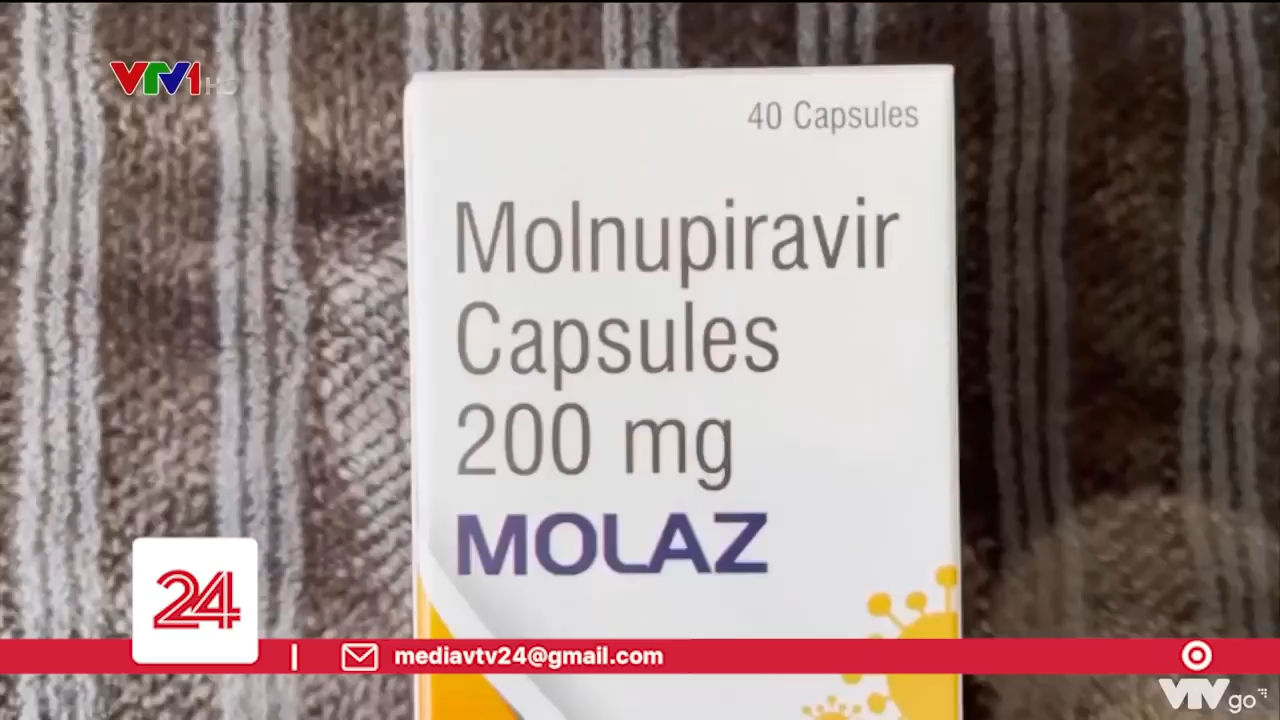 VTV1 HD
40 Capsules
Molnupiravir
Capsules
200 mg
MOLAZ
24
mediavtv24@gmail.com
VTVgo